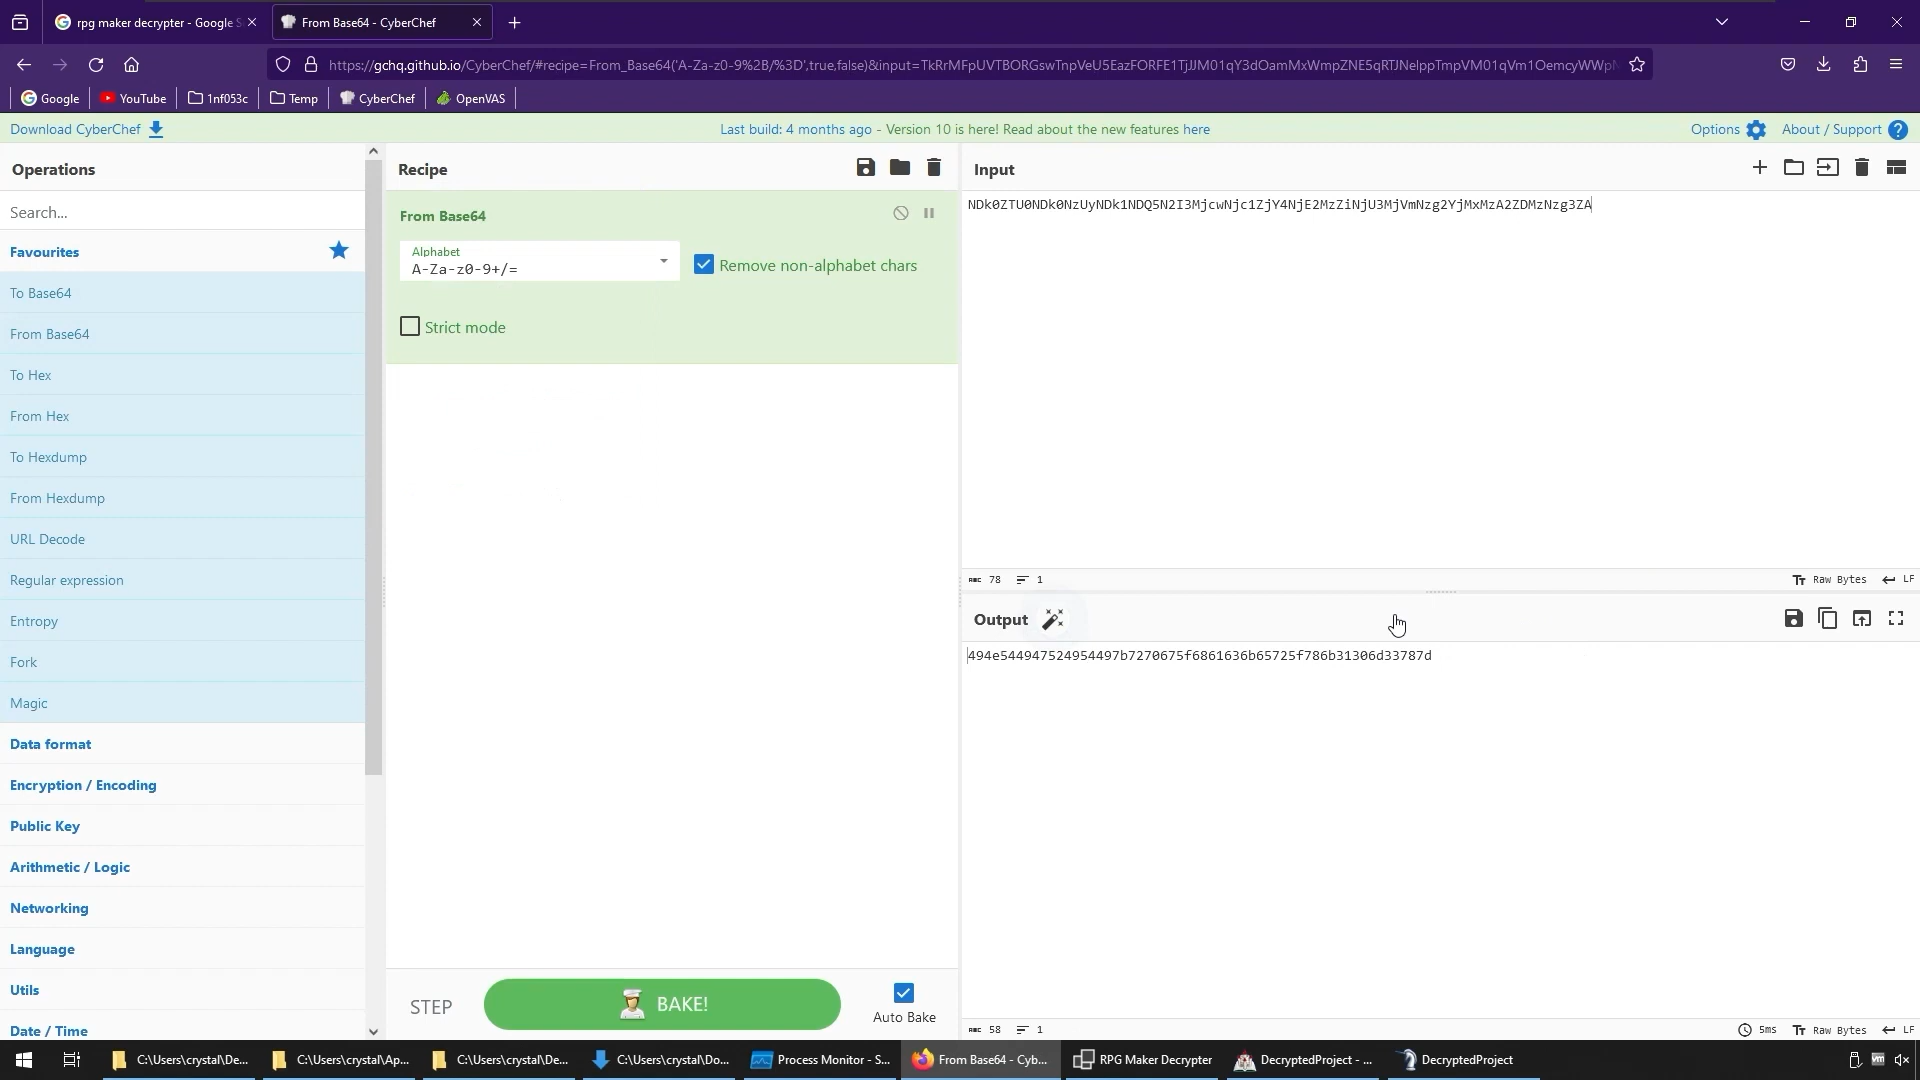 rpg maker decrypter - Google S
From Base64 - CyberChef
https://gchq.github.io/CyberChef/#recipe=From_Base64('A-Za-z0-9%2B/%3D',true,false)&input=
Google
YouTube
1nf053c
Temp
CyberChef
OpenVAS
Download CyberChef
Last build: 4 months ago - Version 10 is here! Read about the new features here
Options
About / Support
Operations
Search...
Favourites
To Base64
From Base64
To Hex
From Hex
To Hexdump
From Hexdump
URL Decode
Regular expression
Entropy
Fork
Magic
Data format
Encryption / Encoding
Public Key
Arithmetic / Logic
Networking
Language
Utils
Date / Time
Recipe
From Base64
Alphabet
A-Za-z0-9+/=
Remove non-alphabet chars
Strict mode
STEP
BAKE!
Auto Bake
Input
NDk0ZTU0NDk0NzUyNDk1NDQ5N2I3MjcwNjc1ZjY4NjE2MzZiNjU3MjVmNzg2YjMxMzA2ZDMzNzg3ZA
ABC 78 1
Raw Bytes LF
Output
494e544947524954497b7270675f6861636b65725f786b31306d33787d
ABC 58 1
5ms Raw Bytes LF
C:\Users\crystal\De...
C:\Users\crystal\Ap...
C:\Users\crystal\De...
C:\Users\crystal\Do...
Process Monitor - S...
From Base64 - Cyb...
RPG Maker Decrypter
DecryptedProject - ...
DecryptedProject